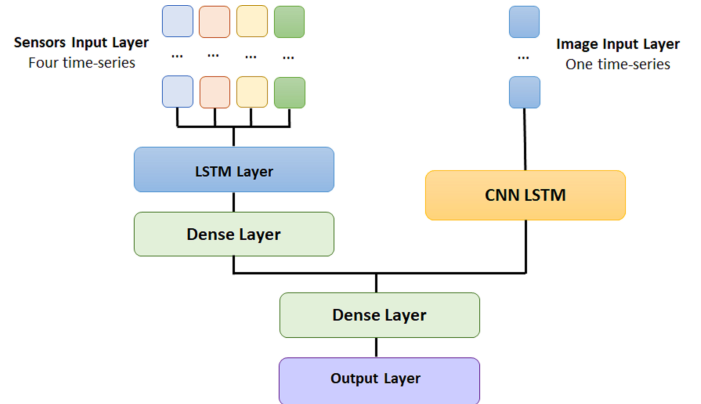 Sensors Input Layer
Four time-series
... ... ... ...
Image Input Layer
One time-series
...
LSTM Layer
CNN LSTM
Dense Layer
Dense Layer
Output Layer